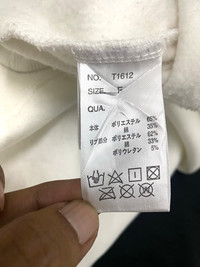 NO. T1612
SIZE F
QUA.
本体 ポリエステル 65%
綿 35%
リブ部分 ポリエステル 62%
綿 33%
ポリウレタン 5%